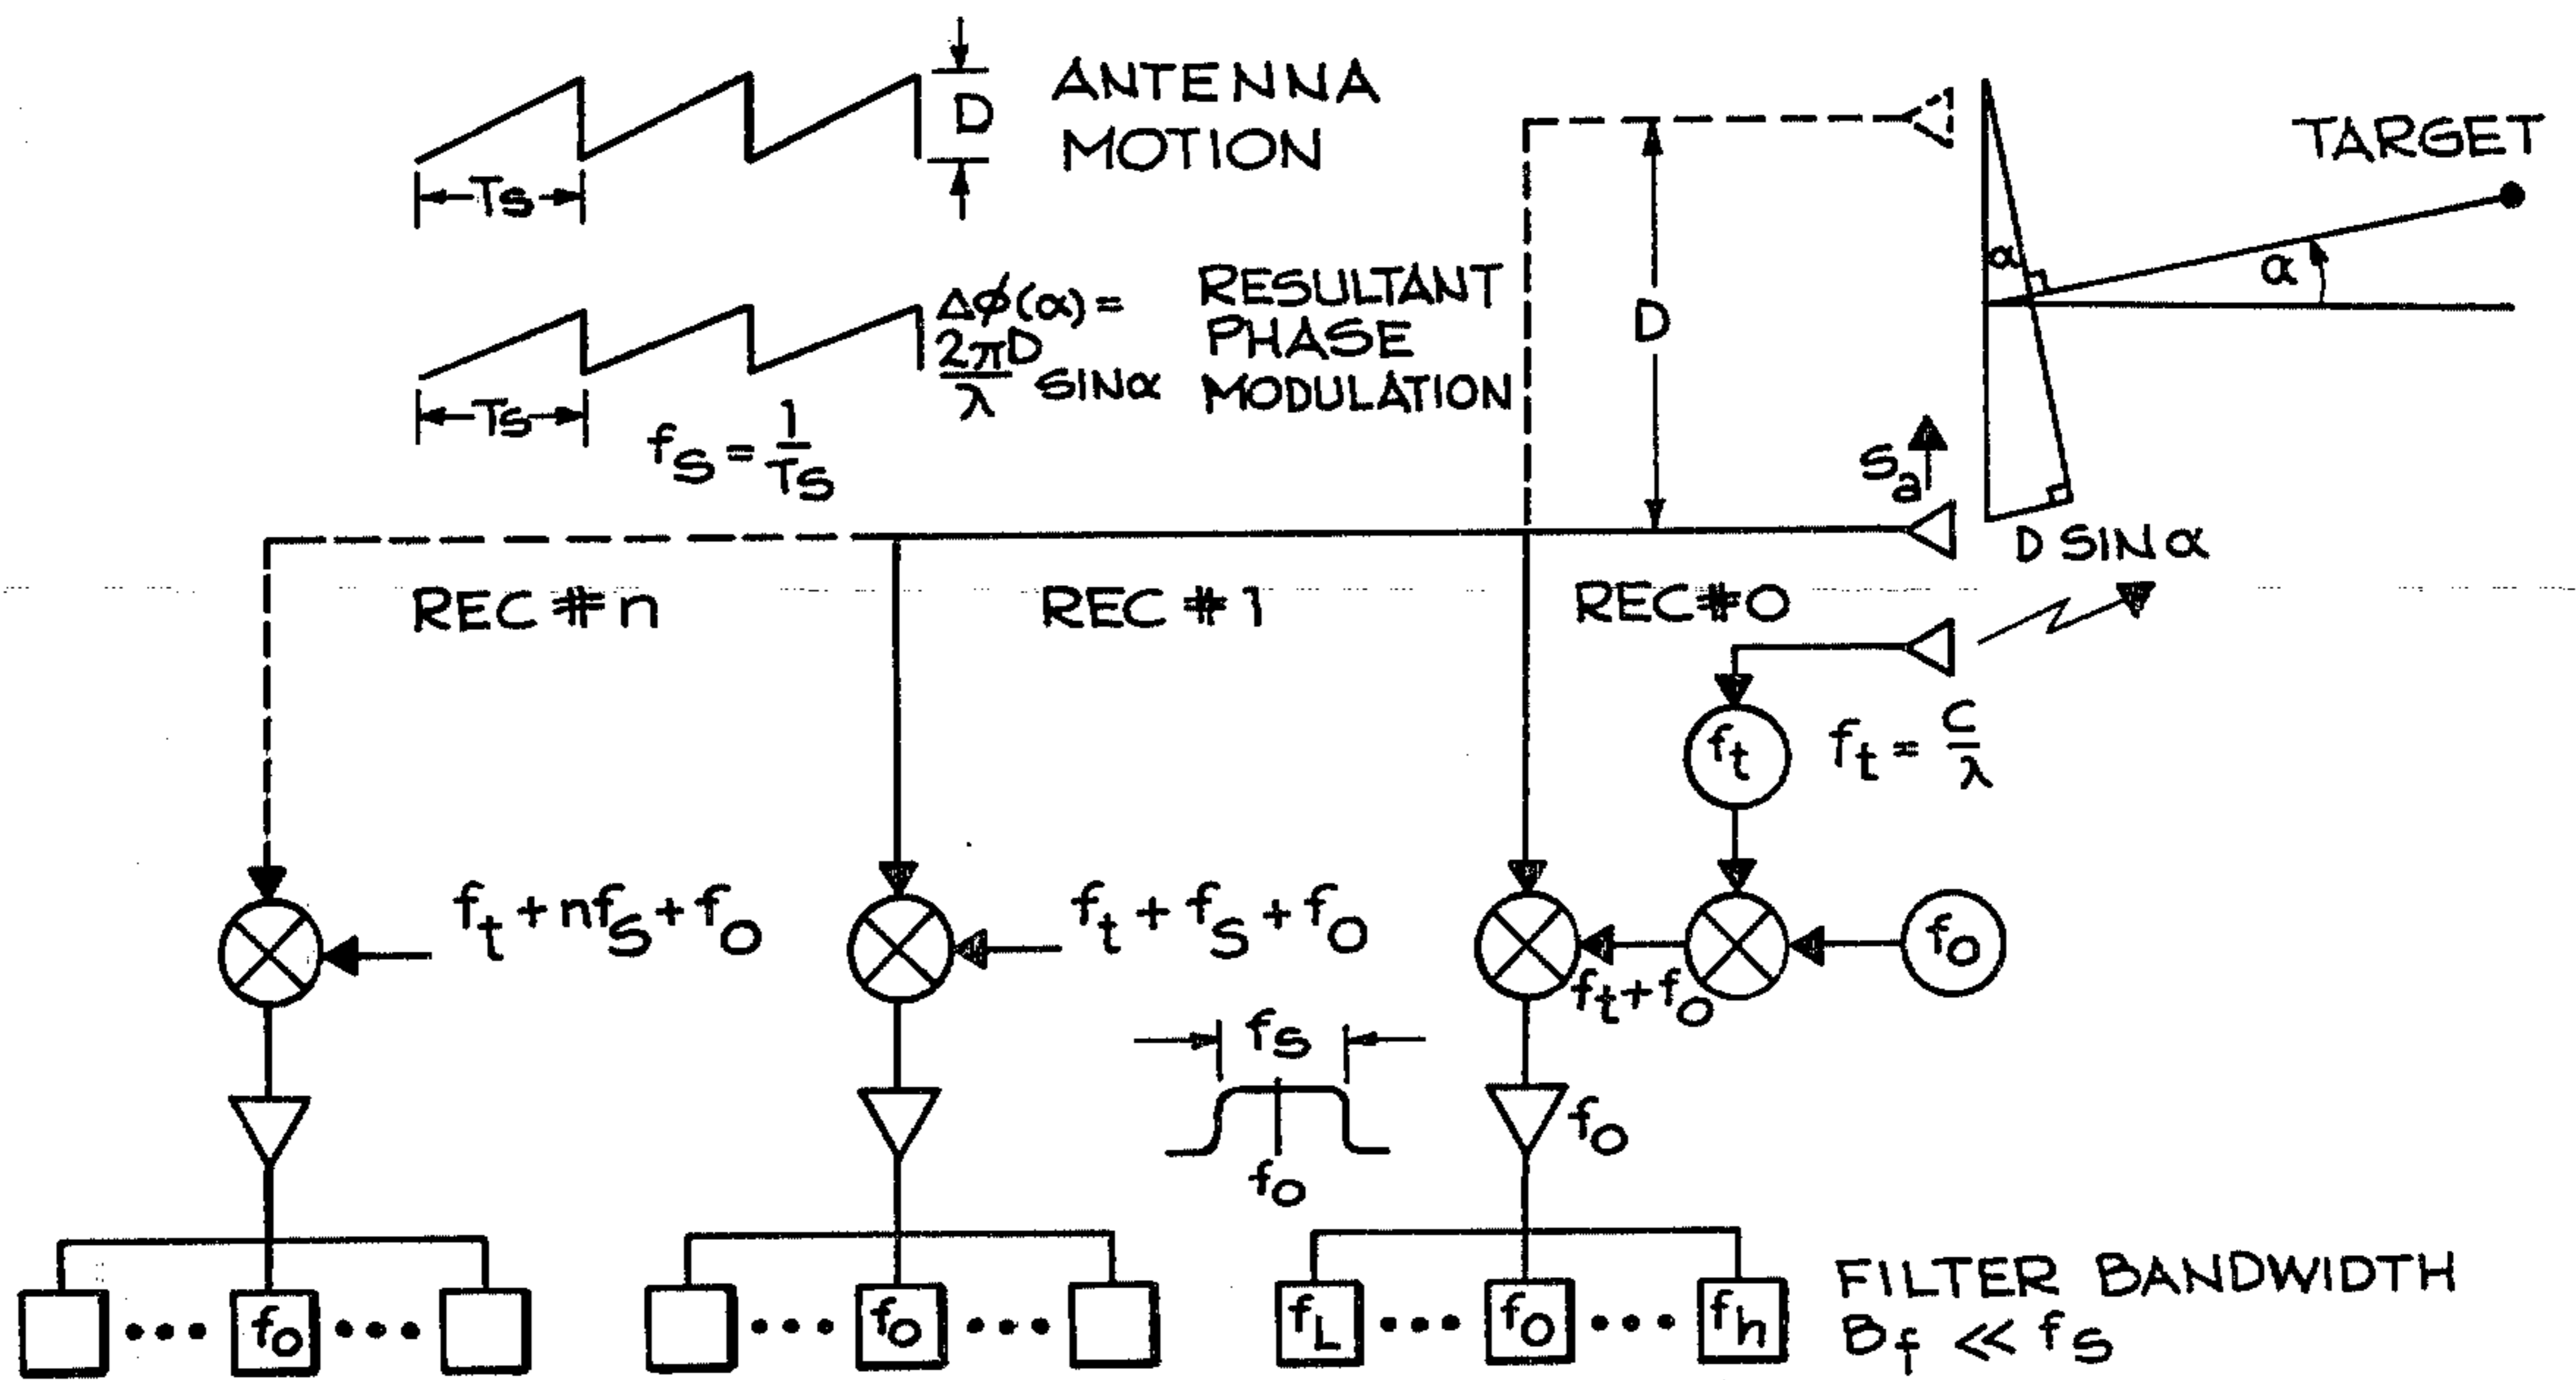 D
ANTENNA
MOTION
TARGET
Ts
α
α
Δφ(α) =
2πD
λ
SINα
RESULTANT
PHASE
MODULATION
D
Ts
fs = 1
Ts
Sa
D SINα
REC #n
REC #1
REC #0
ft
ft = C
λ
ft + nfs + fo
ft + fs + fo
ft + fo
fo
fs
fo
fo
fo
fo
fL
fo
fh
FILTER BANDWIDTH
Bf << fs